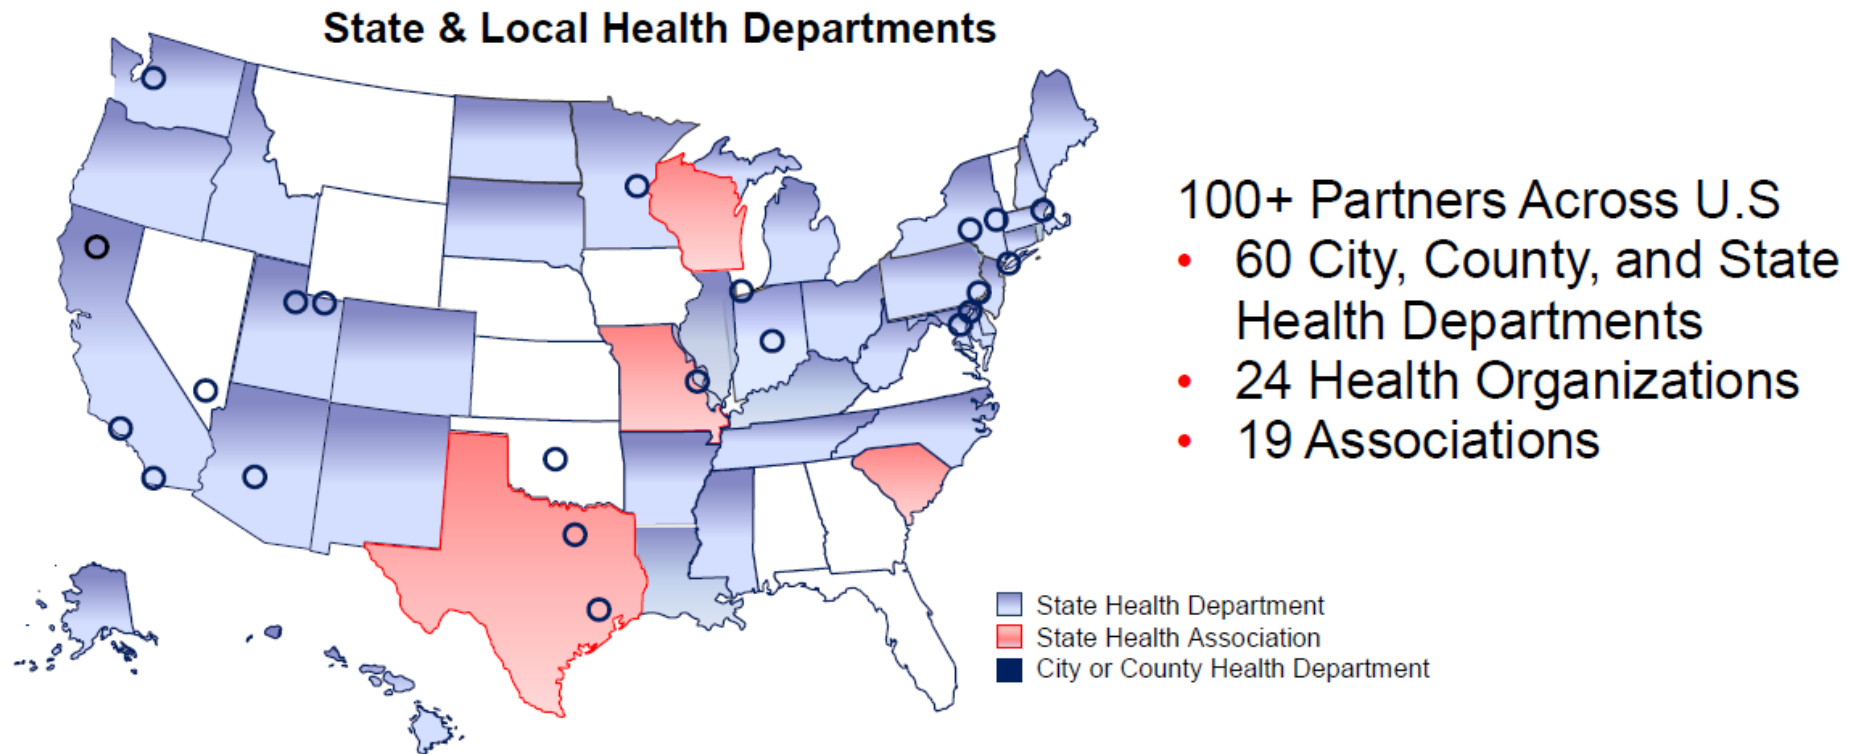 State & Local Health Departments
100+ Partners Across U.S
• 60 City, County, and State
Health Departments
• 24 Health Organizations
• 19 Associations
State Health Department
State Health Association
City or County Health Department